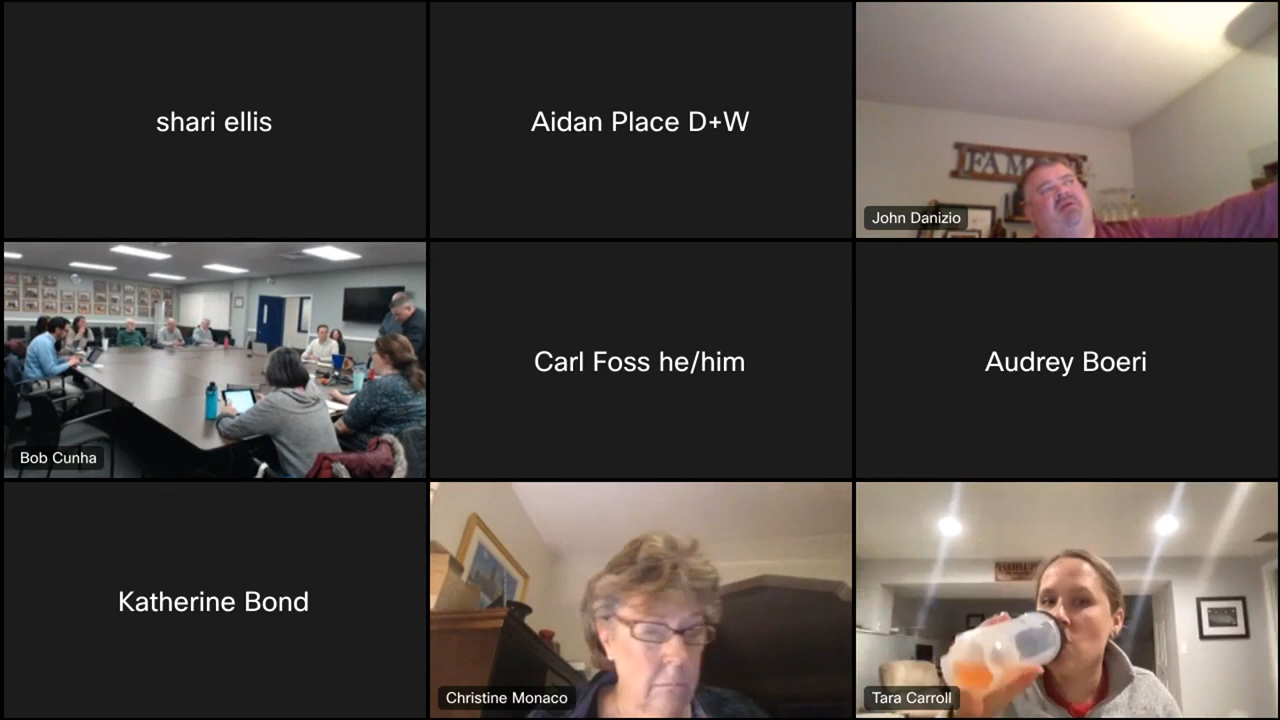 shari ellis
Aidan Place D+W
FAM
John Danizio
Bob Cunha
Carl Foss he/him
Audrey Boeri
Katherine Bond
Christine Monaco
Tara Carroll